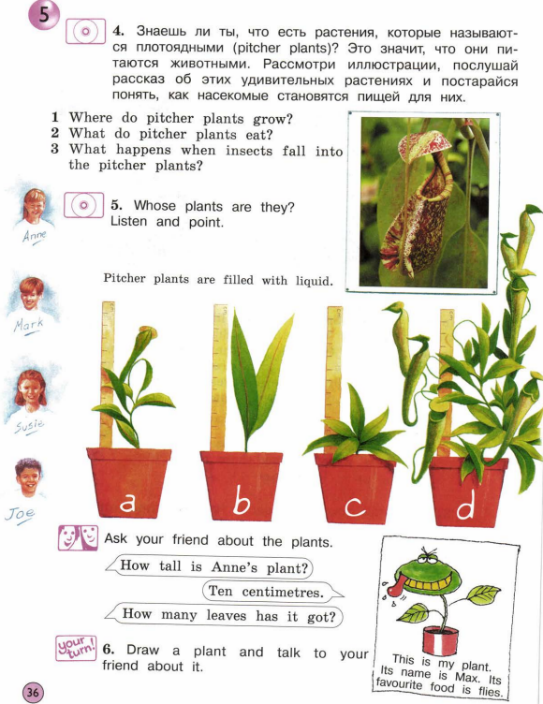 5
4. Знаешь ли ты, что есть растения, которые называют-
ся плотоядными (pitcher plants)? Это значит, что они пи-
таются животными. Рассмотри иллюстрации, послушай
рассказ об этих удивительных растениях и постарайся
понять, как насекомые становятся пищей для них.
1 Where do pitcher plants grow?
2 What do pitcher plants eat?
3 What happens when insects fall into
the pitcher plants?
5. Whose plants are they?
Listen and point.
Anne
Pitcher plants are filled with liquid.
Mark
Susie
Joe
a
b
c
d
Ask your friend about the plants.
How tall is Anne's plant?
Ten centimetres.
How many leaves has it got?
your turn!
6. Draw a plant and talk to your
friend about it.
This is my plant.
Its name is Max. Its
favourite food is flies.
36